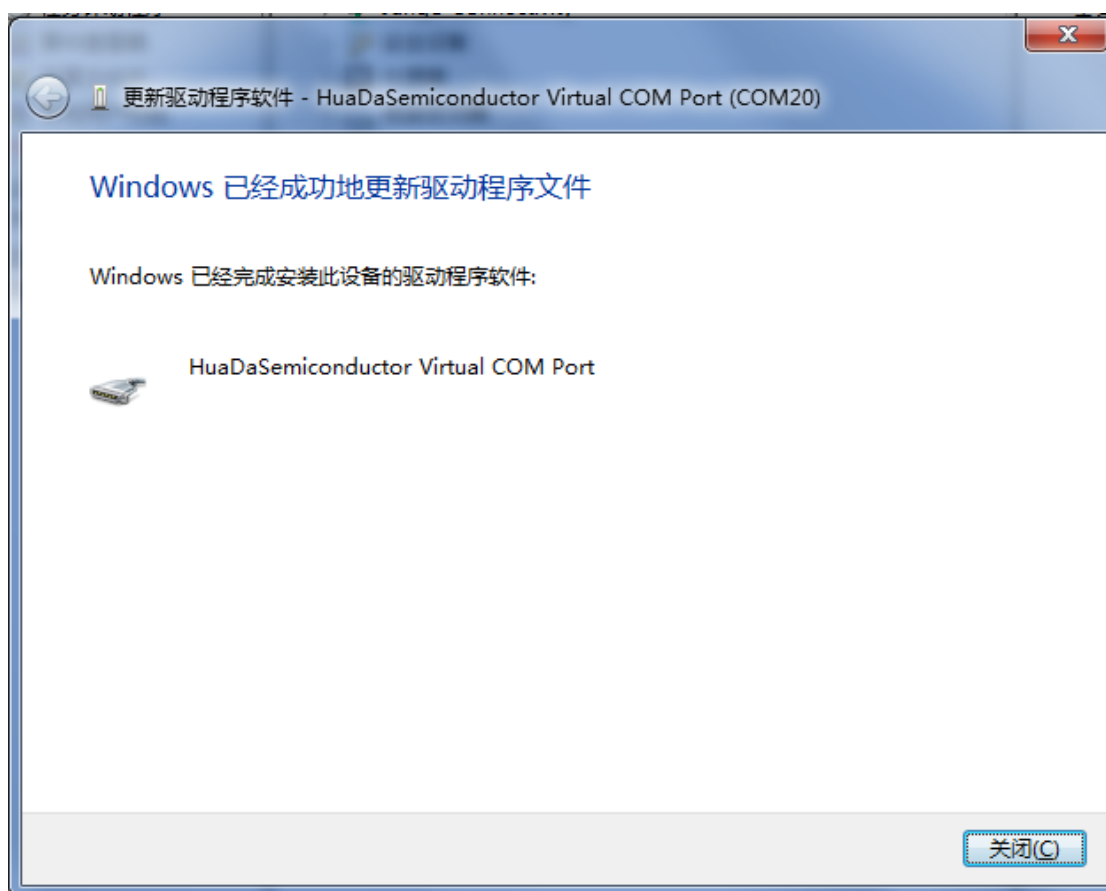 更新驱动程序软件 - HuaDaSemiconductor Virtual COM Port (COM20)
Windows 已经成功地更新驱动程序文件
Windows 已经完成安装此设备的驱动程序软件:
HuaDaSemiconductor Virtual COM Port
关闭(C)